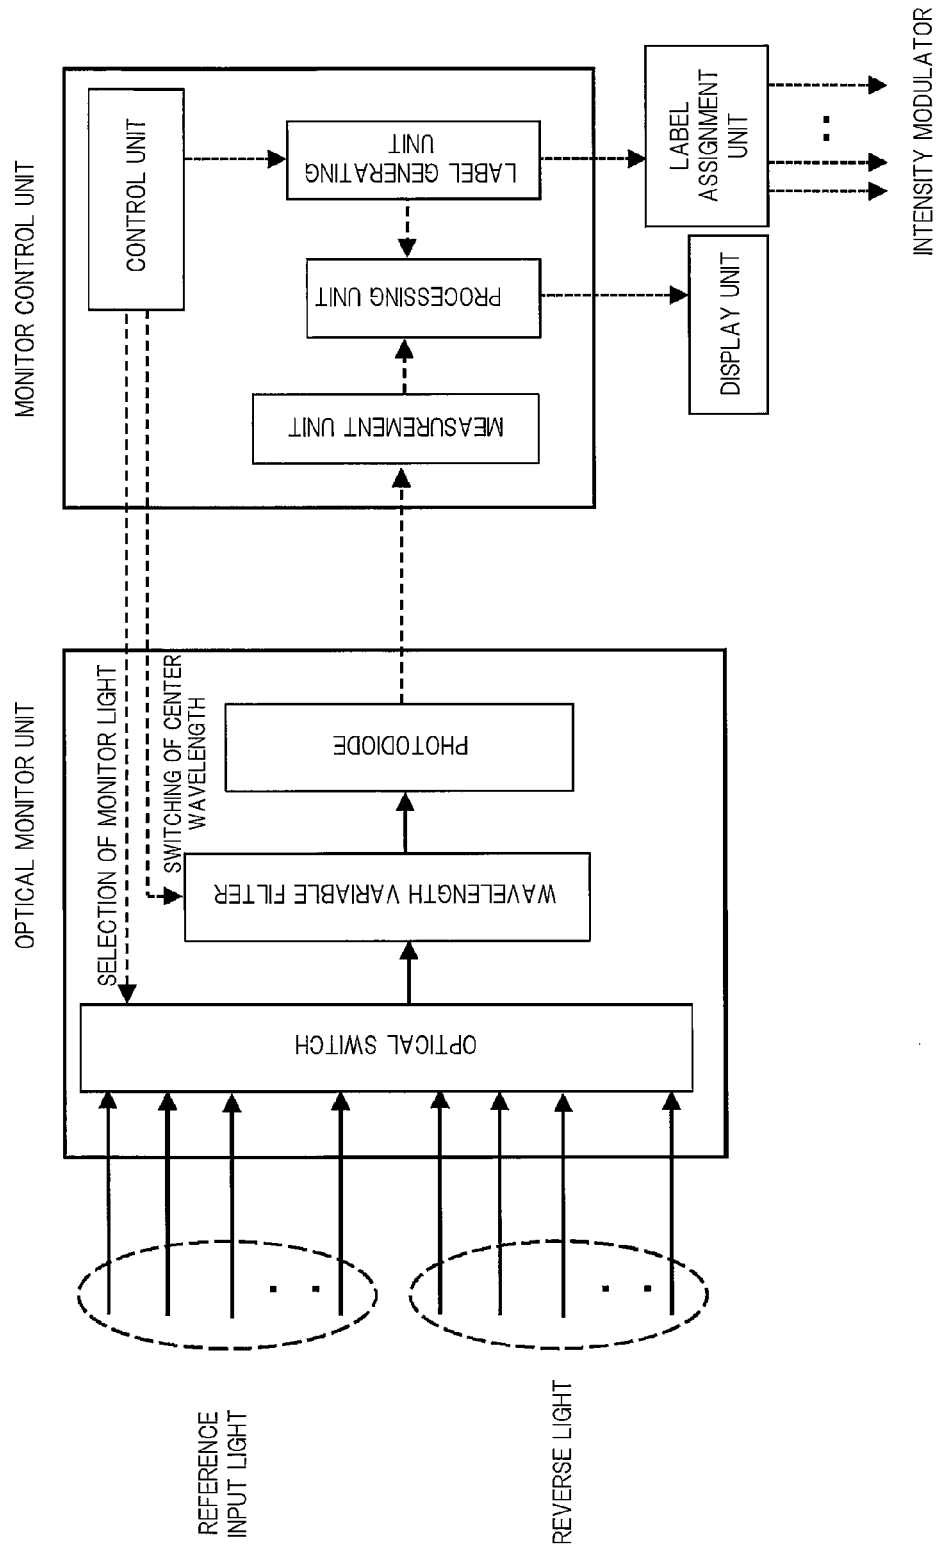 OPTICAL MONITOR UNIT
MONITOR CONTROL UNIT
SELECTION OF MONITOR LIGHT
SWITCHING OF CENTER
WAVELENGTH
REFERENCE
INPUT LIGHT
REVERSE LIGHT
OPTICAL SWITCH
WAVELENGTH VARIABLE FILTER
PHOTODIODE
MEASUREMENT UNIT
PROCESSING UNIT
CONTROL UNIT
LABEL GENERATING
UNIT
DISPLAY UNIT
LABEL
ASSIGNMENT
UNIT
INTENSITY MODULATOR